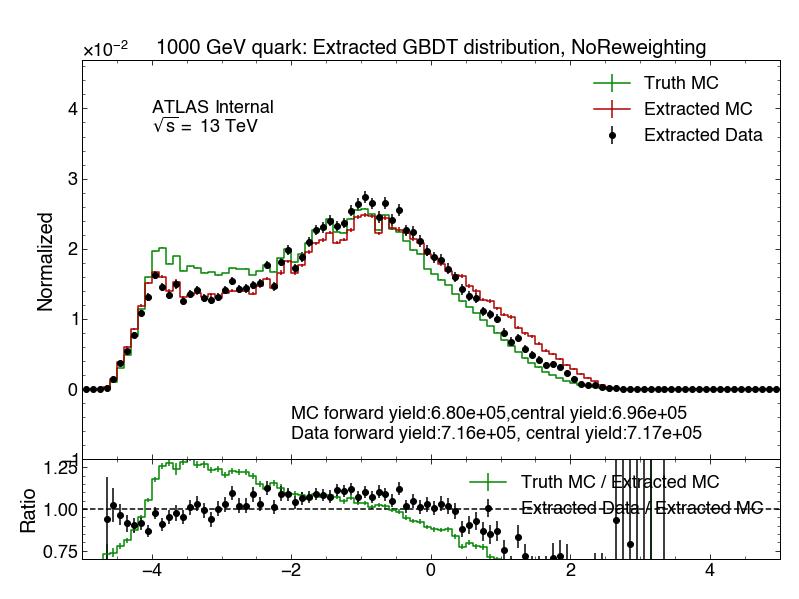 ×10⁻²
1000 GeV quark: Extracted GBDT distribution, NoReweighting
ATLAS Internal
√s = 13 TeV
Truth MC
Extracted MC
Extracted Data
Normalized
4
3
2
1
0
MC forward yield:6.80e+05,central yield:6.96e+05
Data forward yield:7.16e+05, central yield:7.17e+05
1
1.25
1.00
0.75
Ratio
Truth MC / Extracted MC
Extracted Data / Extracted MC
−4
−2
0
2
4